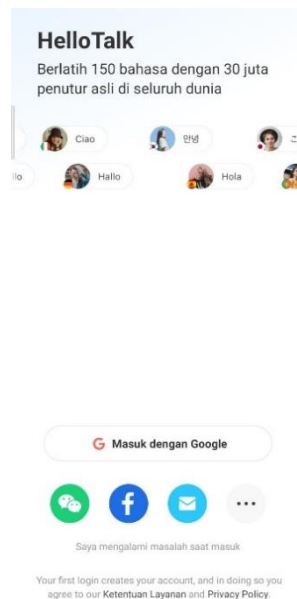 HelloTalk
Berlatih 150 bahasa dengan 30 juta
penutur asli di seluruh dunia
Ciao
안녕
こ
llo
Hallo
Hola
Masuk dengan Google
Saya mengalami masalah saat masuk
Your first login creates your account, and in doing so you
agree to our Ketentuan Layanan and Privacy Policy.